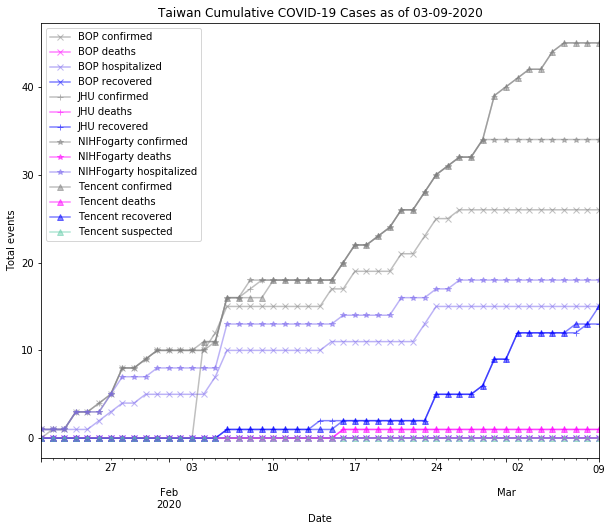 Taiwan Cumulative COVID-19 Cases as of 03-09-2020
BOP confirmed
BOP deaths
BOP hospitalized
BOP recovered
JHU confirmed
JHU deaths
JHU recovered
NIHFogarty confirmed
NIHFogarty deaths
NIHFogarty hospitalized
Tencent confirmed
Tencent deaths
Tencent recovered
Tencent suspected
Total events
40
30
20
10
0
27 03 10 17 24 02 09
Feb Mar
2020
Date